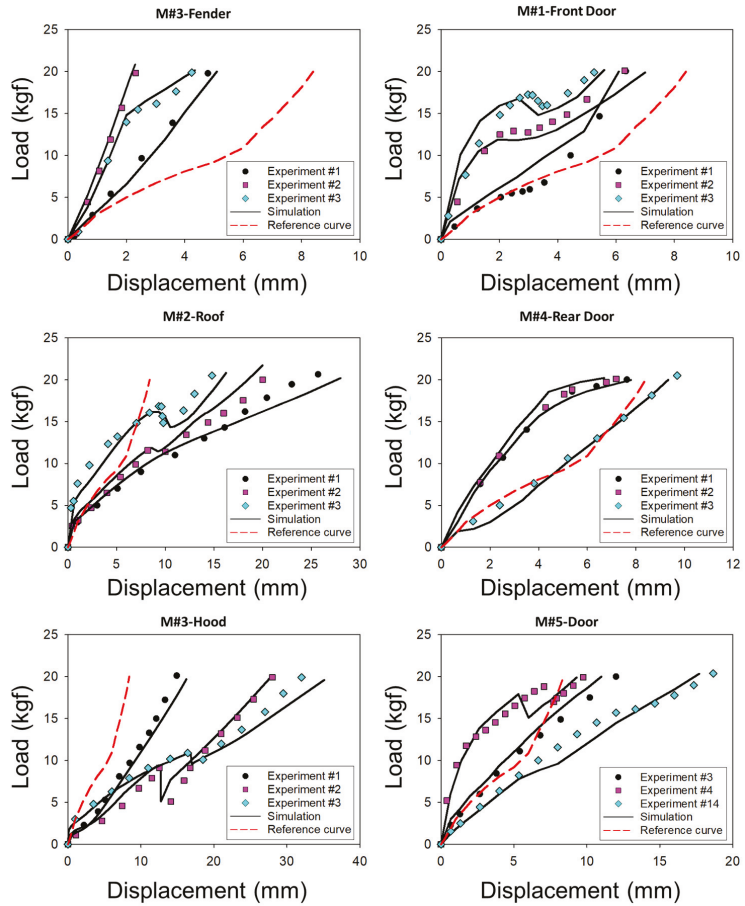 M#3-Fender
Load (kgf)
25
20
15
10
5
0
0 2 4 6 8 10
Displacement (mm)
Experiment #1
Experiment #2
Experiment #3
Simulation
Reference curve
M#1-Front Door
Load (kgf)
25
20
15
10
5
0
0 2 4 6 8 10
Displacement (mm)
Experiment #1
Experiment #2
Experiment #3
Simulation
Reference curve
M#2-Roof
Load (kgf)
25
20
15
10
5
0
0 5 10 15 20 25 30
Displacement (mm)
Experiment #1
Experiment #2
Experiment #3
Simulation
Reference curve
M#4-Rear Door
Load (kgf)
25
20
15
10
5
0
0 2 4 6 8 10 12
Displacement (mm)
Experiment #1
Experiment #2
Experiment #3
Simulation
Reference curve
M#3-Hood
Load (kgf)
25
20
15
10
5
0
0 10 20 30 40
Displacement (mm)
Experiment #1
Experiment #2
Experiment #3
Simulation
Reference curve
M#5-Door
Load (kgf)
25
20
15
10
5
0
0 5 10 15 20
Displacement (mm)
Experiment #3
Experiment #4
Experiment #14
Simulation
Reference curve